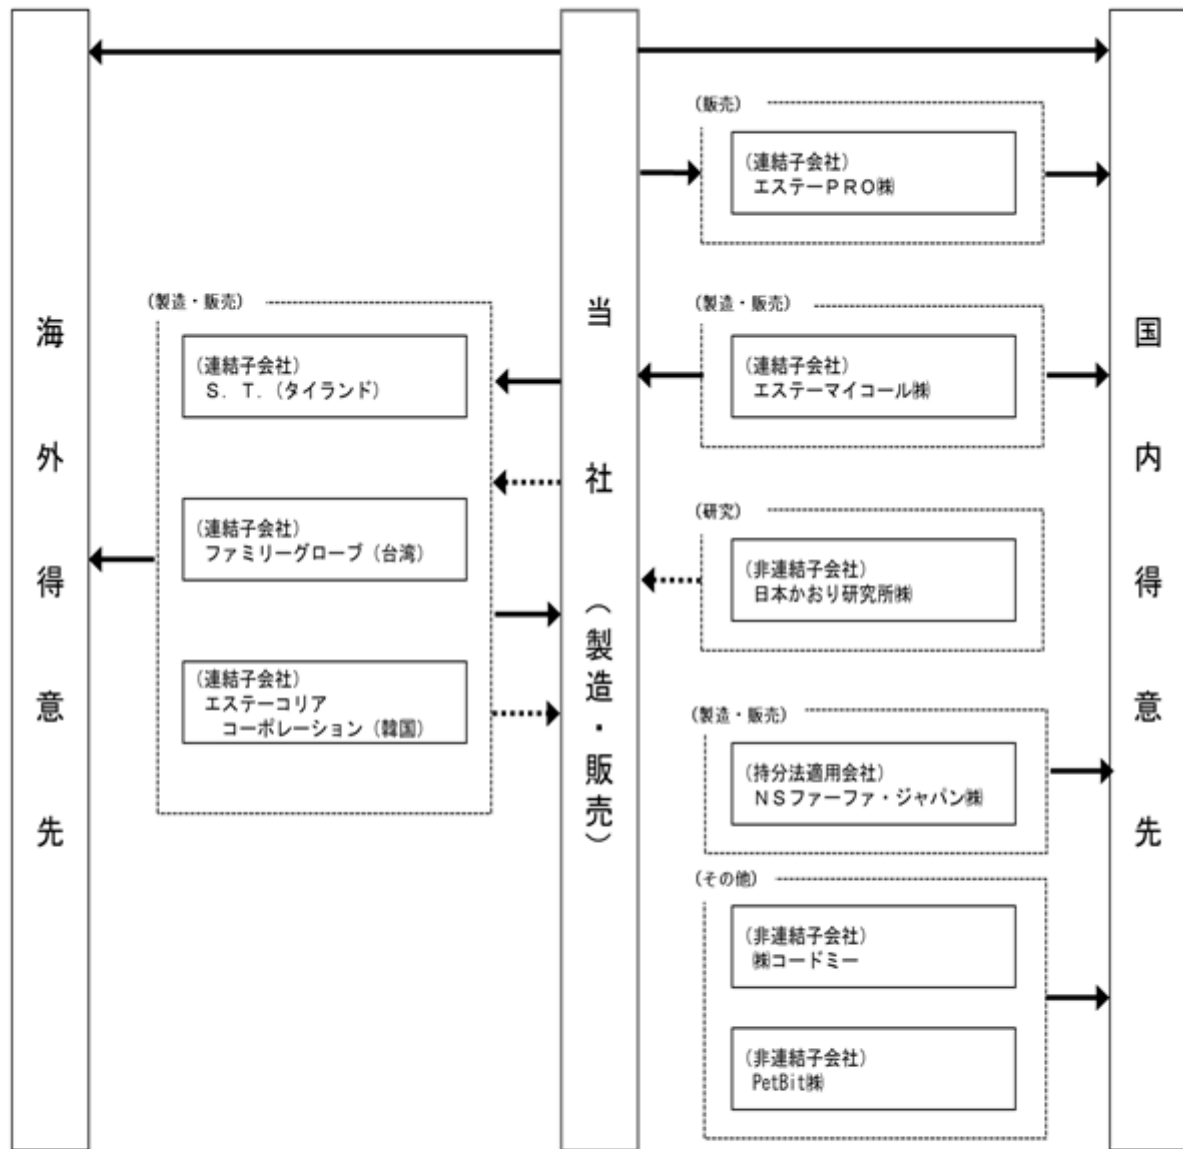 海外得意先
(製造・販売)
(連結子会社)
S.T.(タイランド)
(連結子会社)
ファミリーグローブ(台湾)
(連結子会社)
エステーコリア
コーポレーション(韓国)
当社(製造・販売)
(販売)
(連結子会社)
エステーPRO㈱
(製造・販売)
(連結子会社)
エステーマイコール㈱
(研究)
(非連結子会社)
日本かおり研究所㈱
(製造・販売)
(持分法適用会社)
NSファーファ・ジャパン㈱
(その他)
(非連結子会社)
㈱コードミー
(非連結子会社)
PetBit㈱
国内得意先